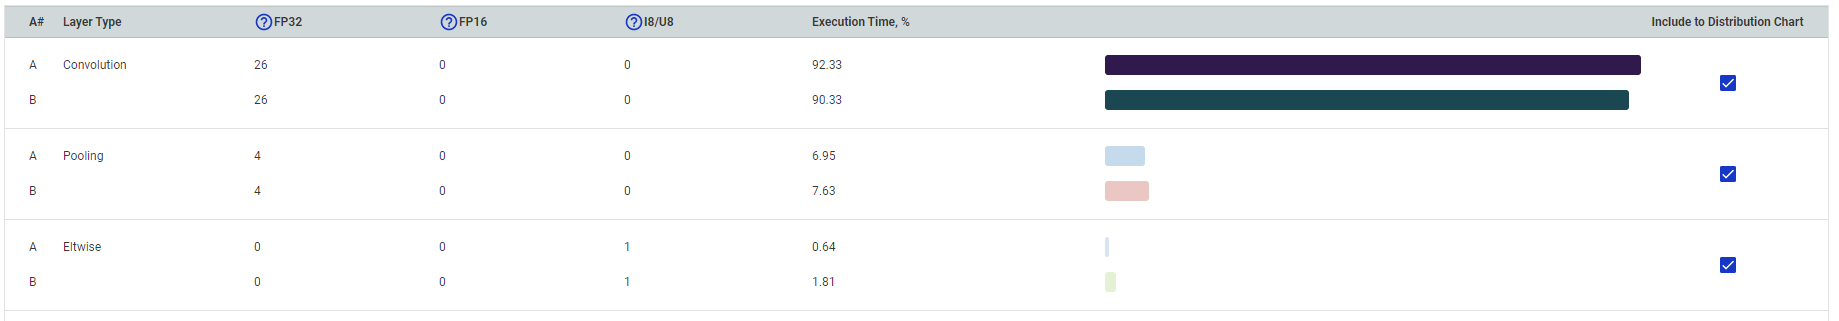 A# Layer Type ? FP32 ? FP16 ? I8/U8 Execution Time, % Include to Distribution Chart
A Convolution 26 0 0 92.33
B 26 0 0 90.33
A Pooling 4 0 0 6.95
B 4 0 0 7.63
A Eltwise 0 0 1 0.64
B 0 0 1 1.81